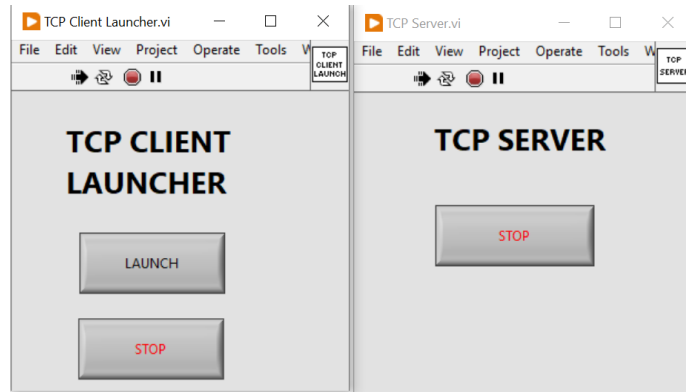 TCP Client Launcher.vi
File Edit View Project Operate Tools
TCP
CLIENT
LAUNCH
TCP CLIENT
LAUNCHER
LAUNCH
STOP
TCP Server.vi
File Edit View Project Operate Tools
TCP
SERVER
TCP SERVER
STOP